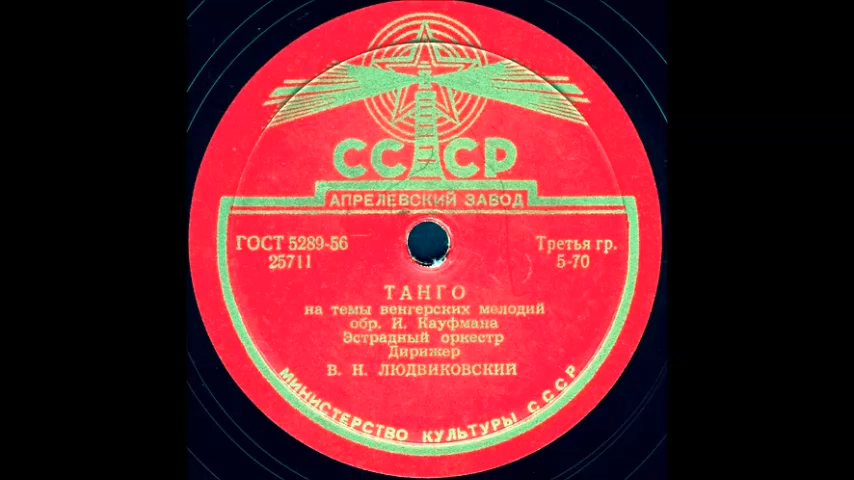 СССР
АПРЕЛЕВСКИЙ ЗАВОД
ГОСТ 5289-56
25711
Третья гр.
5-70
ТАНГО
на темы венгерских мелодий
обр. И. Кауфмана
Эстрадный оркестр
Дирижер
В. Н. ЛЮДВИКОВСКИЙ
МИНИСТЕРСТВО КУЛЬТУРЫ СССР